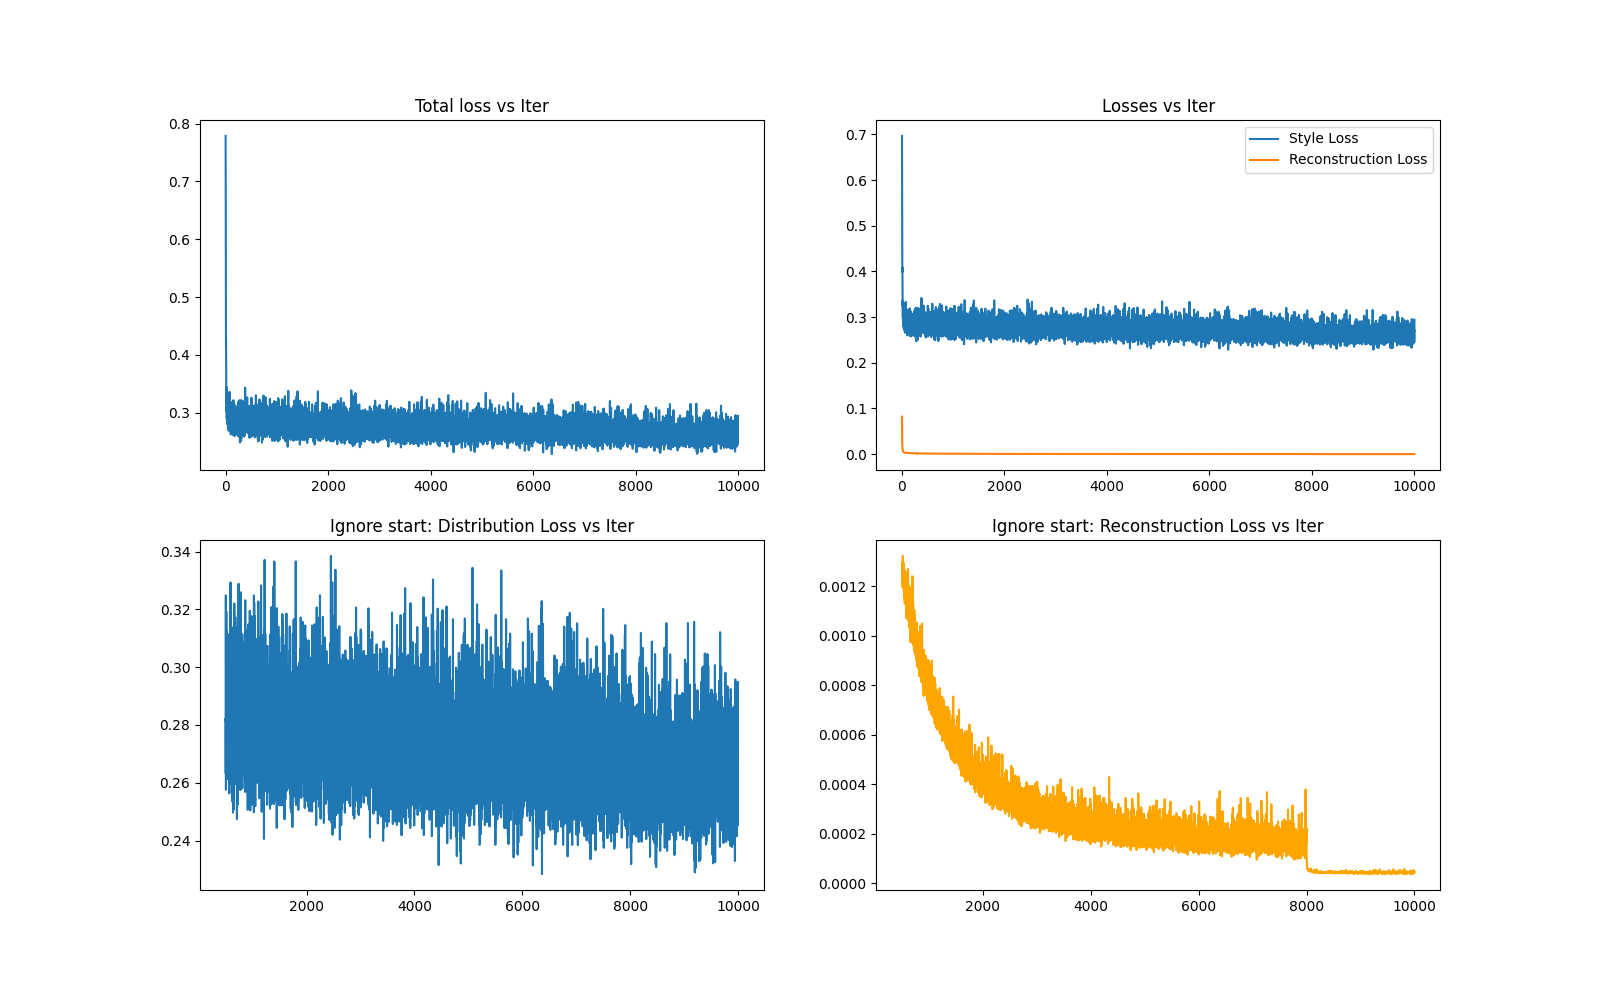 Total loss vs Iter
0.8
0.7
0.6
0.5
0.4
0.3
0 2000 4000 6000 8000 10000
Losses vs Iter
Style Loss
Reconstruction Loss
0.7
0.6
0.5
0.4
0.3
0.2
0.1
0.0
0 2000 4000 6000 8000 10000
Ignore start: Distribution Loss vs Iter
0.34
0.32
0.30
0.28
0.26
0.24
2000 4000 6000 8000 10000
Ignore start: Reconstruction Loss vs Iter
0.0012
0.0010
0.0008
0.0006
0.0004
0.0002
0.0000
2000 4000 6000 8000 10000